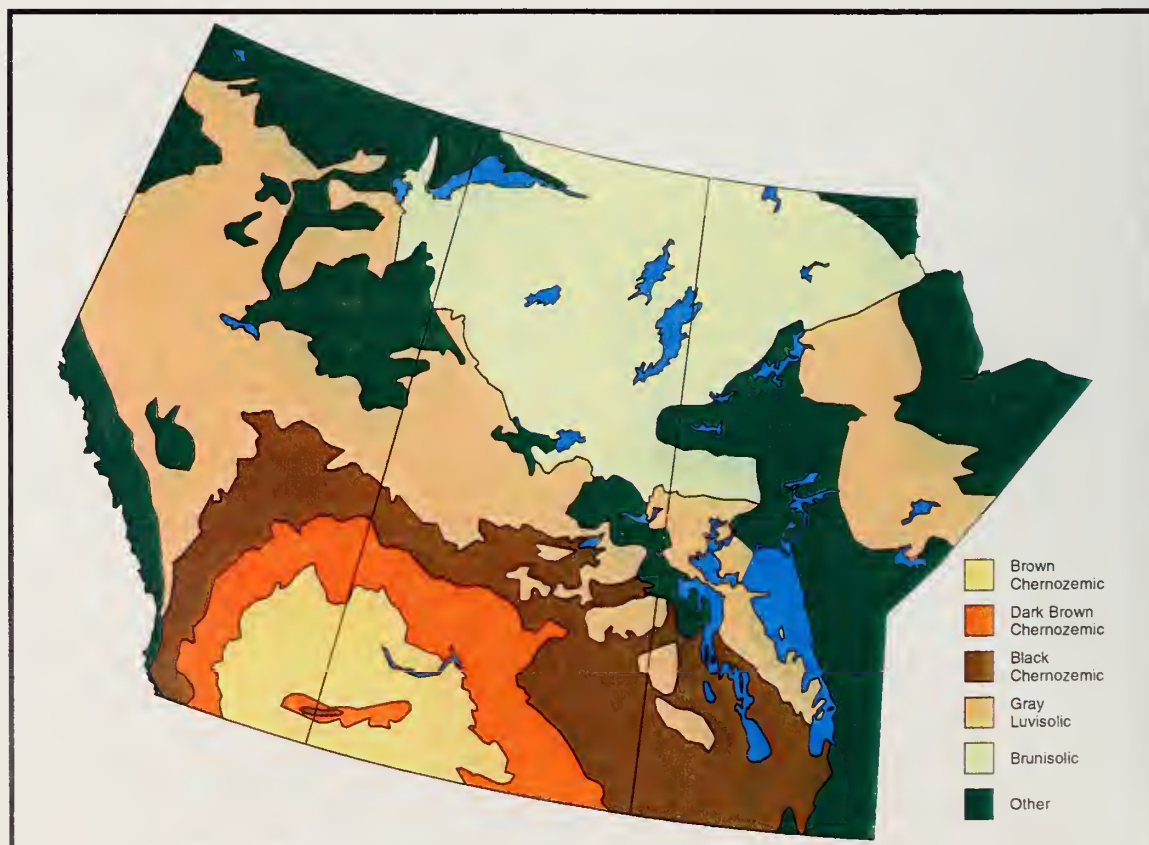 Brown
Chernozemic
Dark Brown
Chernozemic
Black
Chernozemic
Gray
Luvisolic
Brunisolic
Other